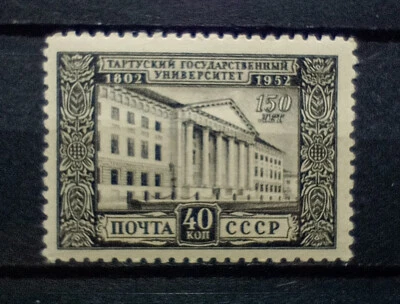 ТАРТУСКИЙ ГОСУДАРСТВЕННЫЙ
1802 УНИВЕРСИТЕТ 1952
150
ЛЕТ
ПОЧТА 40 КОП СССР